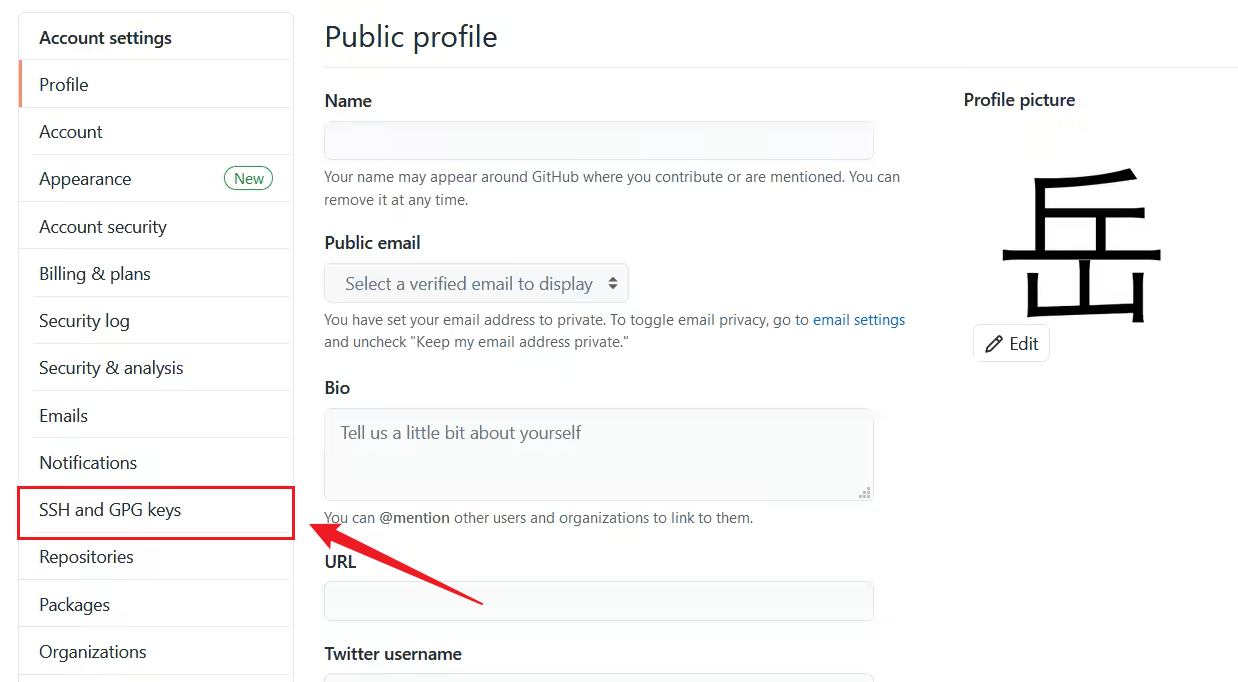 Account settings
Profile
Account
Appearance New
Account security
Billing & plans
Security log
Security & analysis
Emails
Notifications
SSH and GPG keys
Repositories
Packages
Organizations
Public profile
Name
Your name may appear around GitHub where you contribute or are mentioned. You can
remove it at any time.
Public email
Select a verified email to display
You have set your email address to private. To toggle email privacy, go to email settings
and uncheck "Keep my email address private."
Bio
Tell us a little bit about yourself
You can @mention other users and organizations to link to them.
URL
Twitter username
Profile picture
岳
Edit